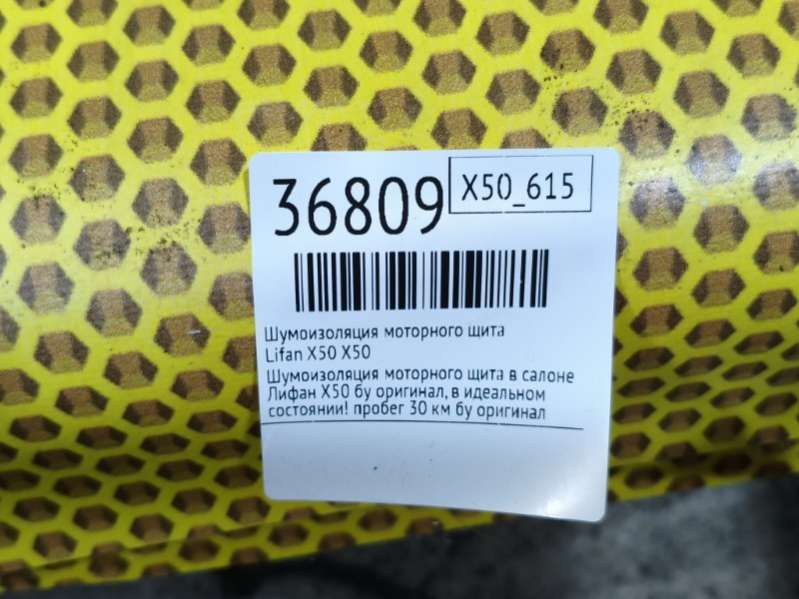 36809
X50_615
Шумоизоляция моторного щита
Lifan X50 X50
Шумоизоляция моторного щита в салоне
Лифан Х50 бу оригинал, в идеальном
состоянии! пробег 30 км бу оригинал